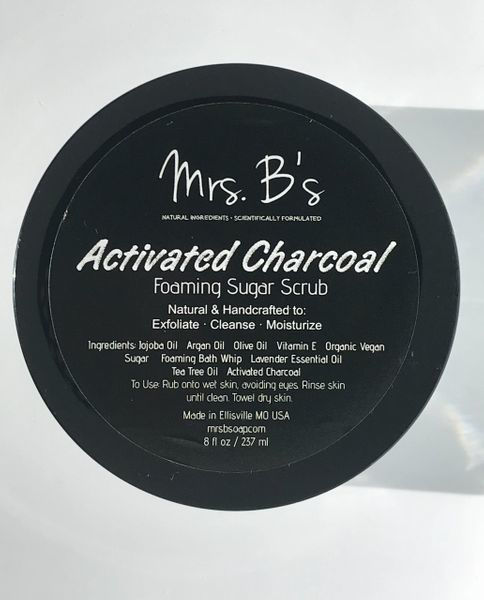 Mrs. B's
NATURAL INGREDIENTS · SCIENTIFICALLY FORMULATED
Activated Charcoal
Foaming Sugar Scrub
Natural & Handcrafted to:
Exfoliate · Cleanse · Moisturize
Ingredients: Jojoba Oil Argan Oil Olive Oil Vitamin E Organic Vegan
Sugar Foaming Bath Whip Lavender Essential Oil
Tea Tree Oil Activated Charcoal
To Use: Rub onto wet skin, avoiding eyes. Rinse skin
until clean. Towel dry skin.
Made in Ellisville MO USA
mrsbsoap.com
8 fl oz / 237 ml